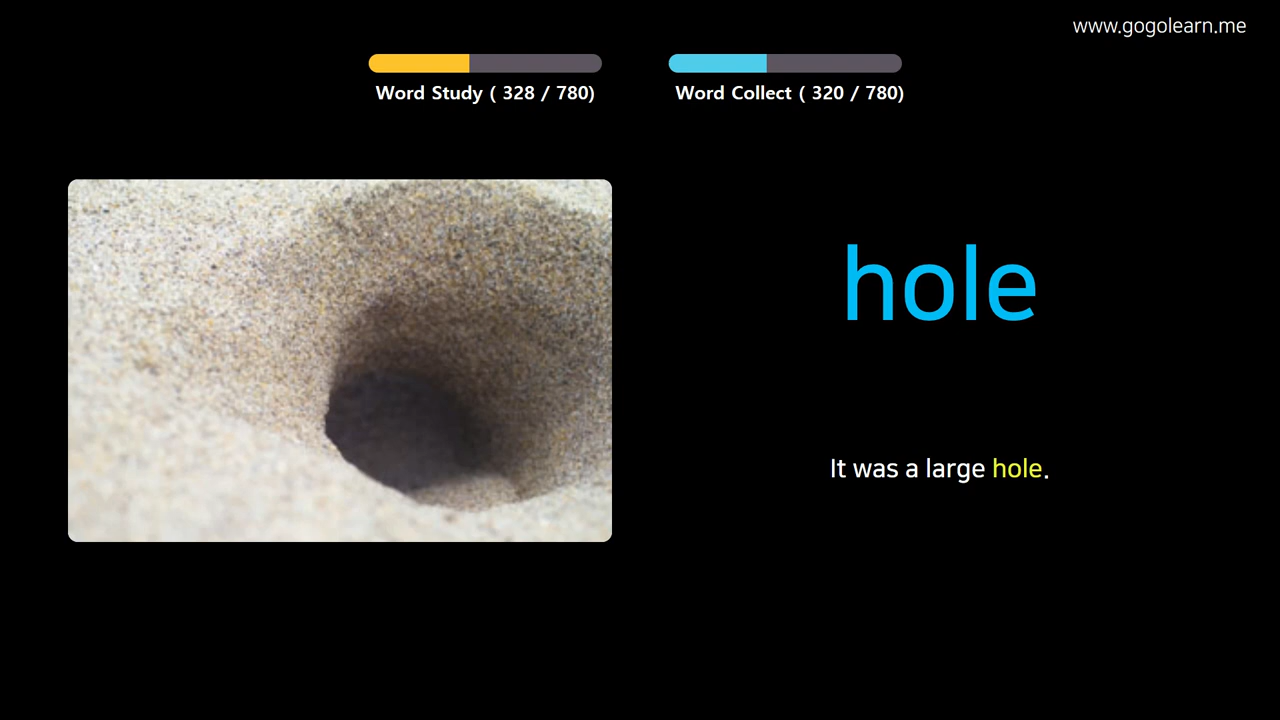 www.gogolearn.me
Word Study ( 328 / 780)
Word Collect ( 320 / 780)
hole
It was a large hole.